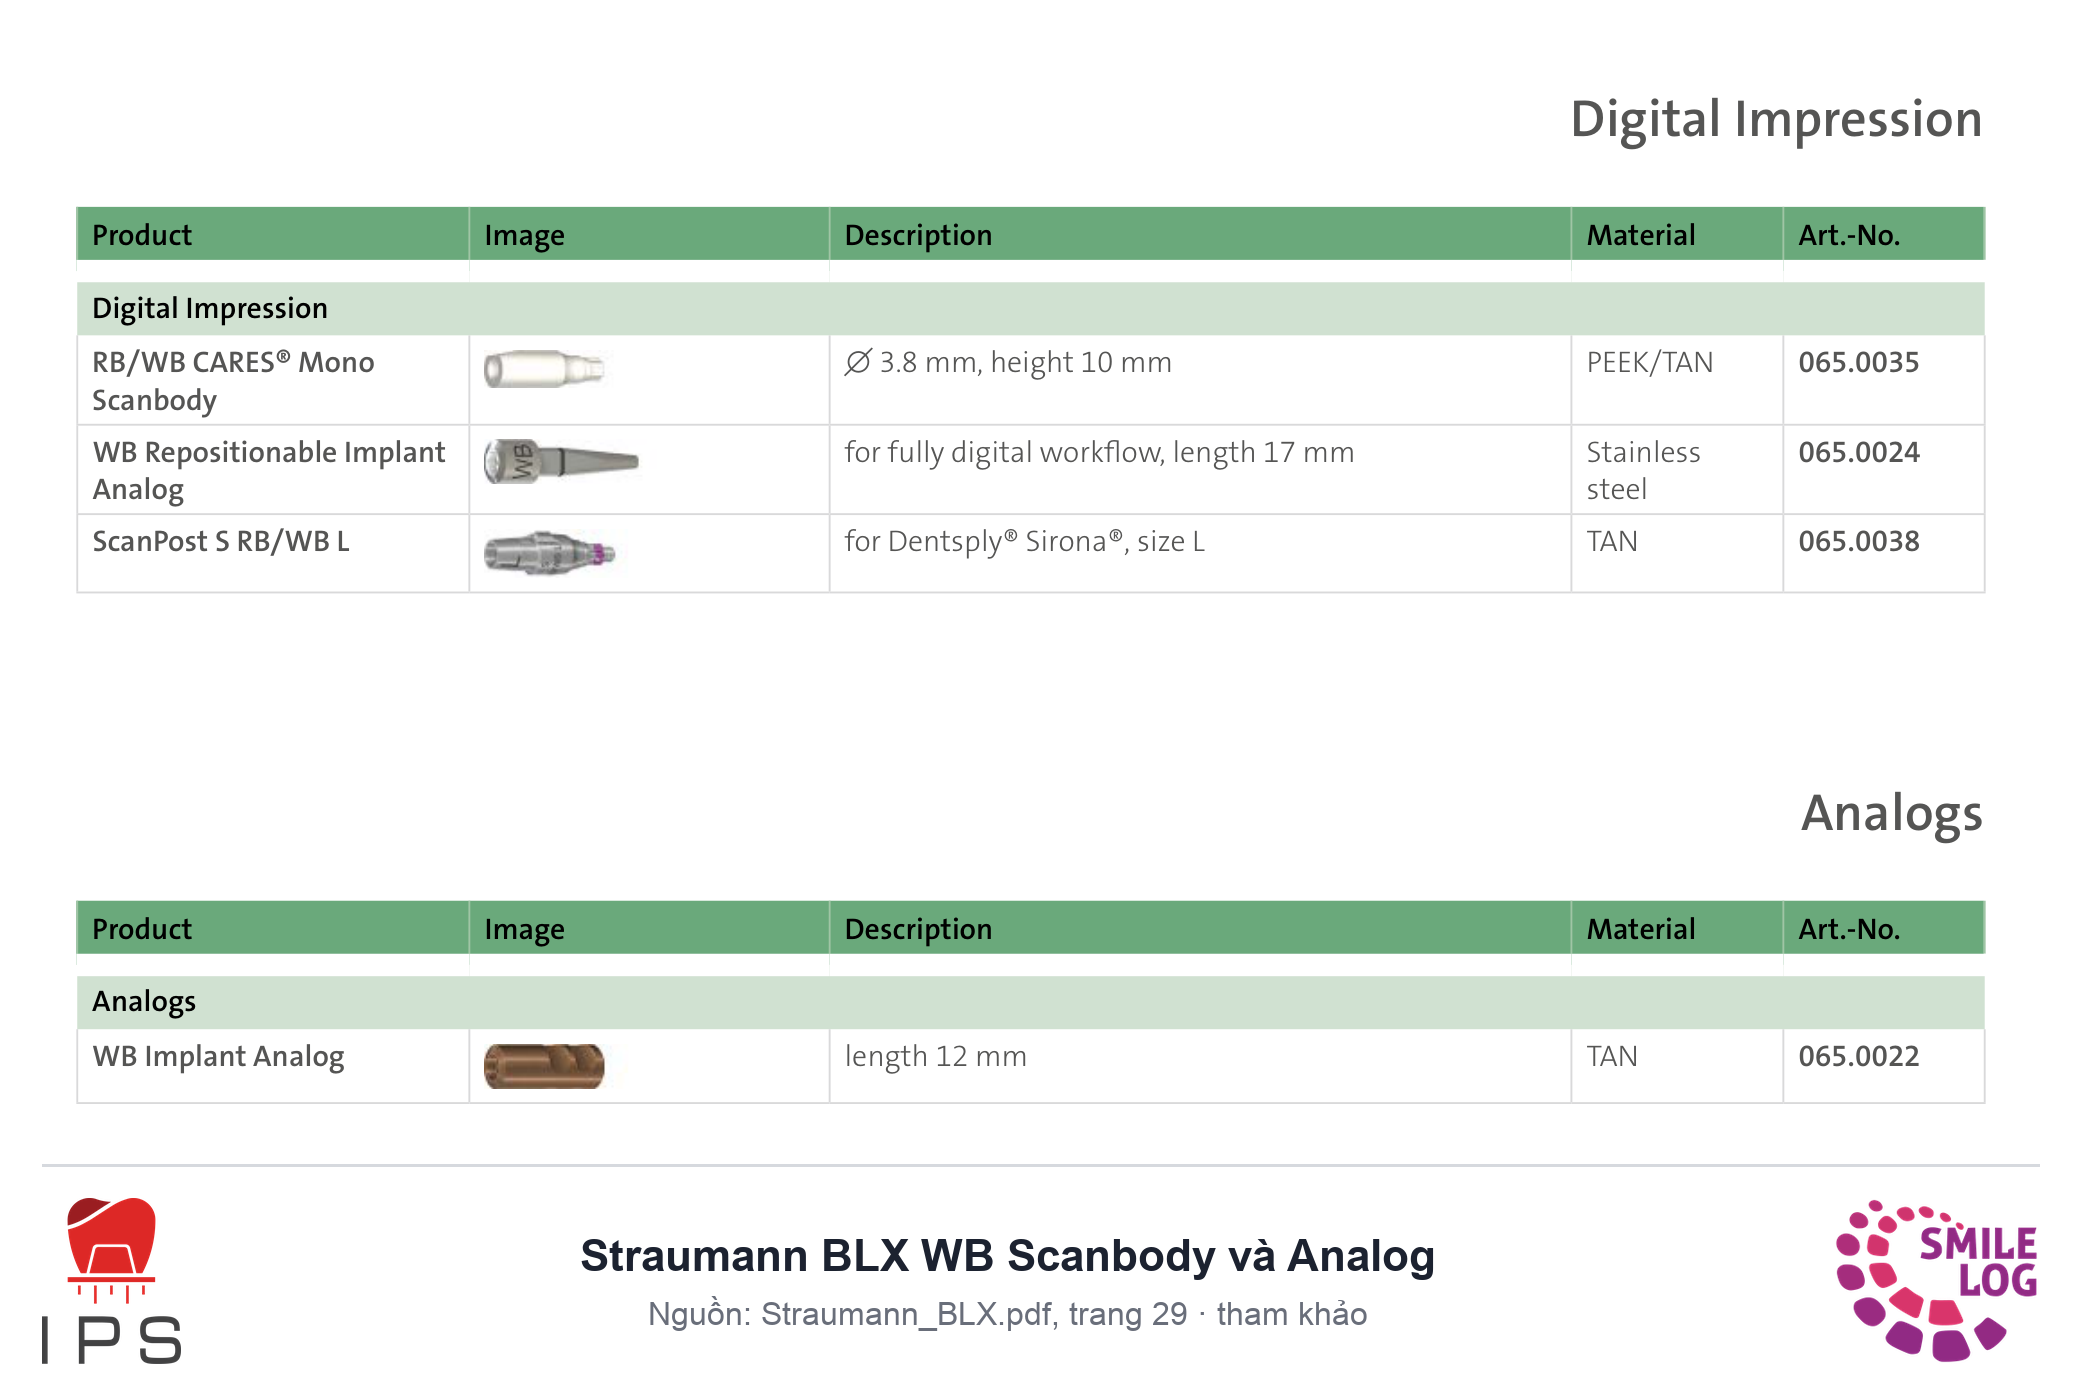 Digital Impression
Product Image Description Material Art.-No.
Digital Impression
RB/WB CARES® Mono Scanbody ∅ 3.8 mm, height 10 mm PEEK/TAN 065.0035
WB Repositionable Implant Analog WB for fully digital workflow, length 17 mm Stainless steel 065.0024
ScanPost S RB/WB L for Dentsply® Sirona®, size L TAN 065.0038
Analogs
Product Image Description Material Art.-No.
Analogs
WB Implant Analog length 12 mm TAN 065.0022
IPS
Straumann BLX WB Scanbody và Analog
Nguồn: Straumann_BLX.pdf, trang 29 · tham khảo
SMILE
LOG